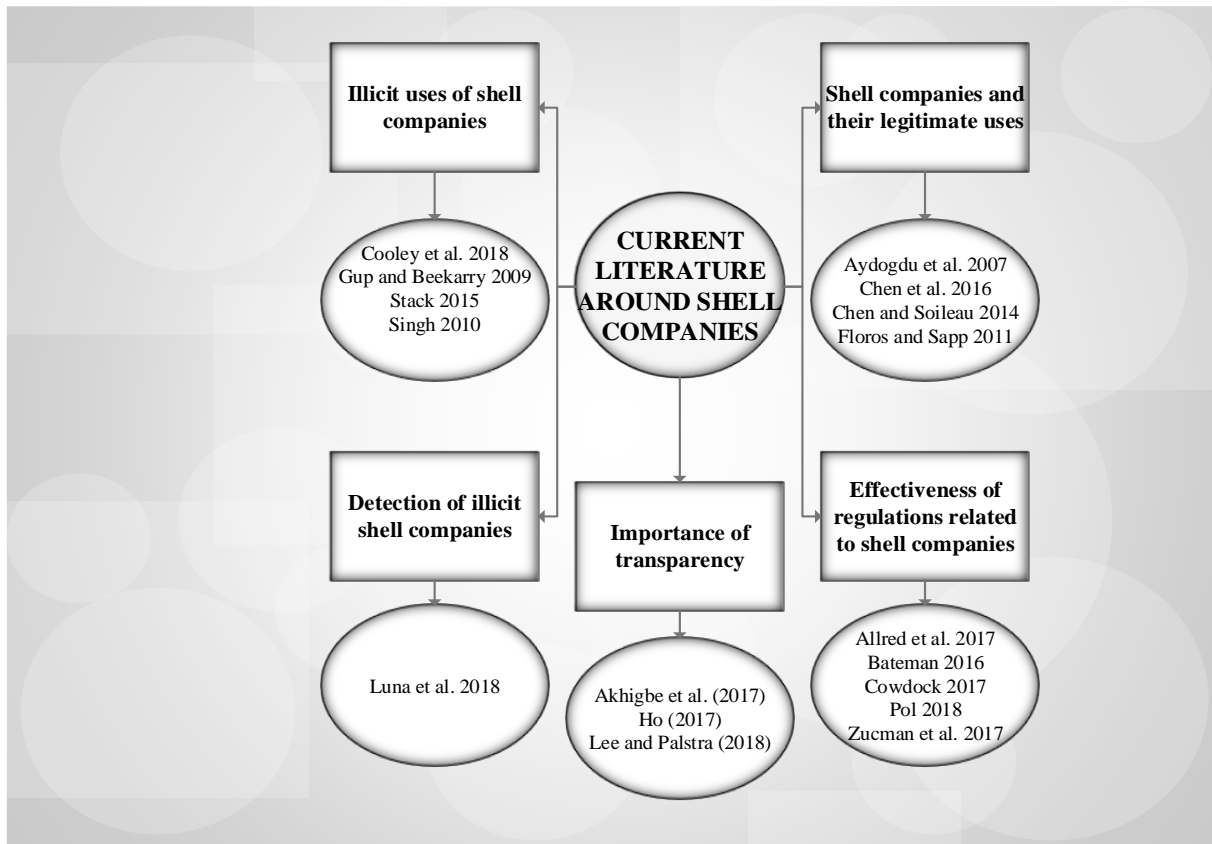 Illicit uses of shell
companies
Cooley et al. 2018
Gup and Beekarry 2009
Stack 2015
Singh 2010
Shell companies and
their legitimate uses
Aydogdu et al. 2007
Chen et al. 2016
Chen and Soileau 2014
Floros and Sapp 2011
CURRENT
LITERATURE
AROUND SHELL
COMPANIES
Detection of illicit
shell companies
Luna et al. 2018
Importance of
transparency
Akhigbe et al. (2017)
Ho (2017)
Lee and Palstra (2018)
Effectiveness of
regulations related
to shell companies
Allred et al. 2017
Bateman 2016
Cowdock 2017
Pol 2018
Zucman et al. 2017